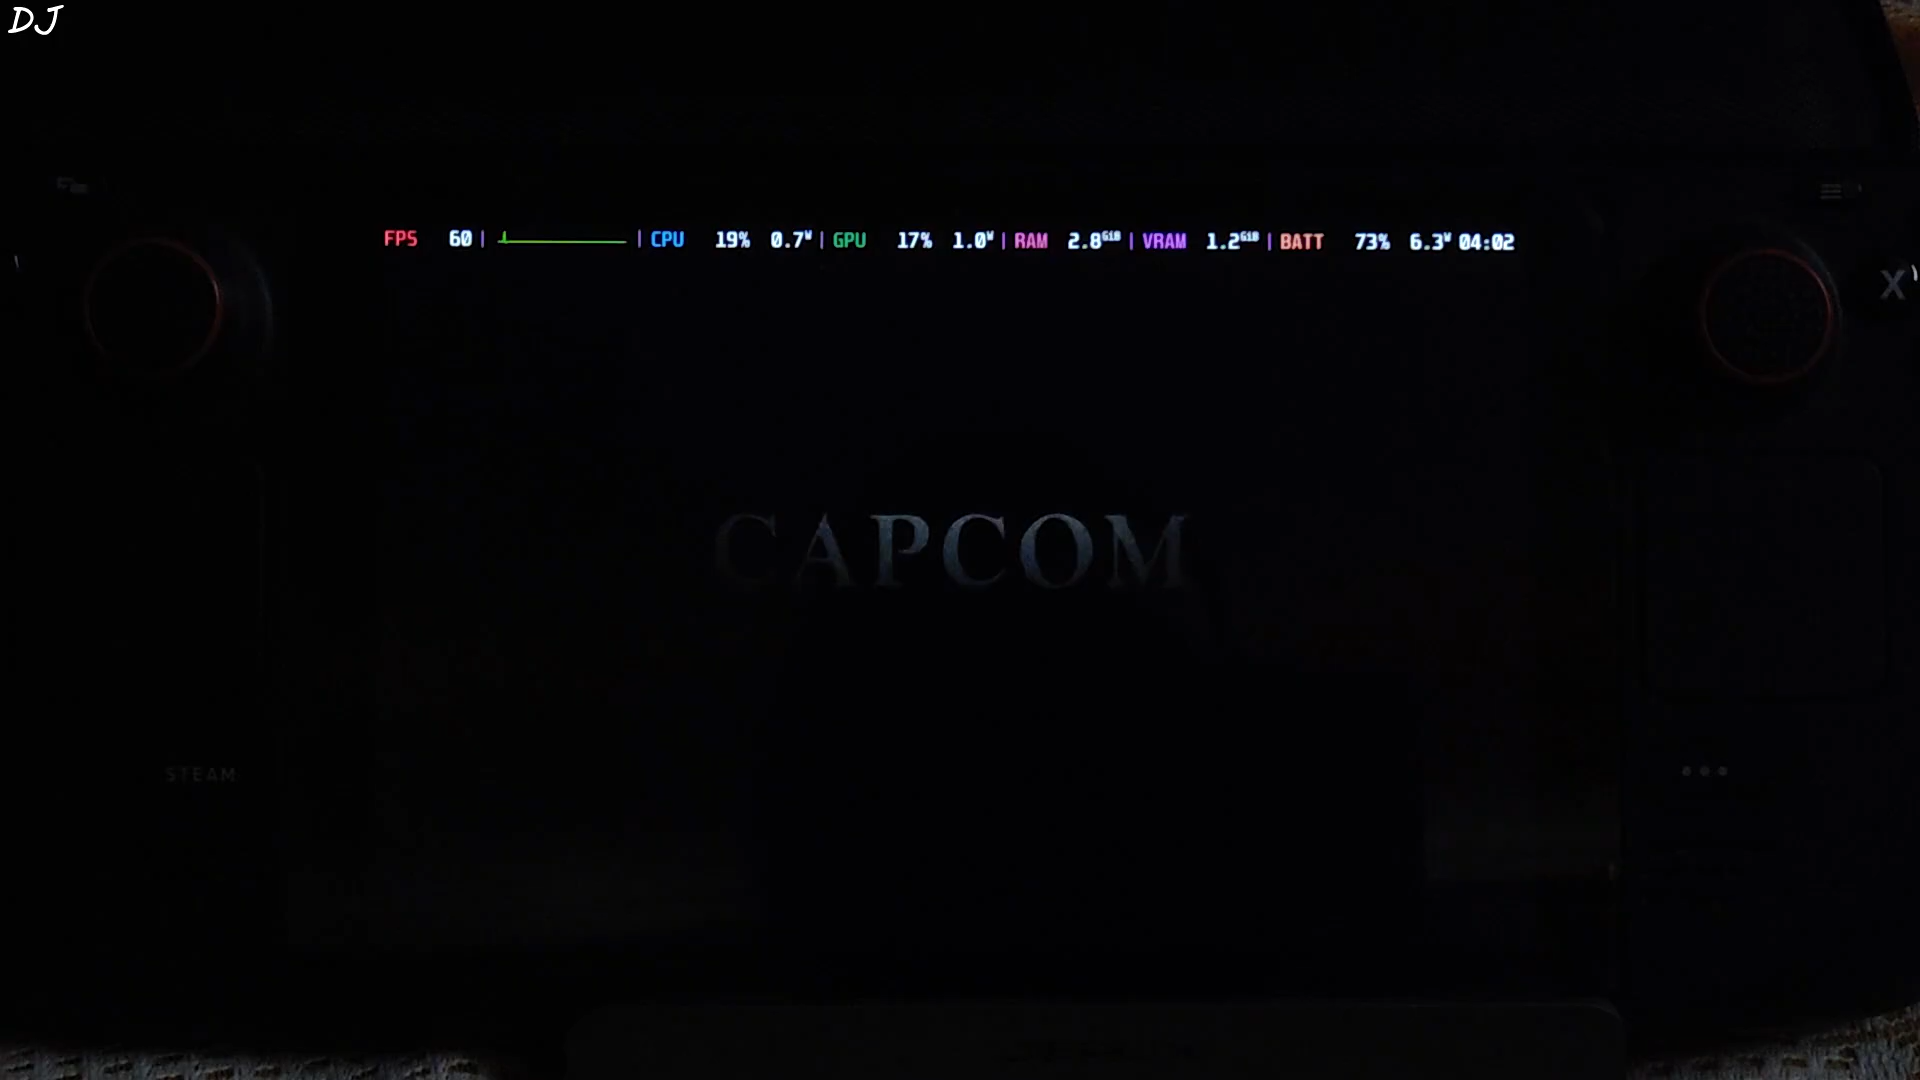 DJ
FPS 60 | | CPU 19% 0.7W | GPU 17% 1.0W | RAM 2.8GiB | VRAM 1.2GiB | BATT 73% 6.3W 04:02
X
CAPCOM
STEAM